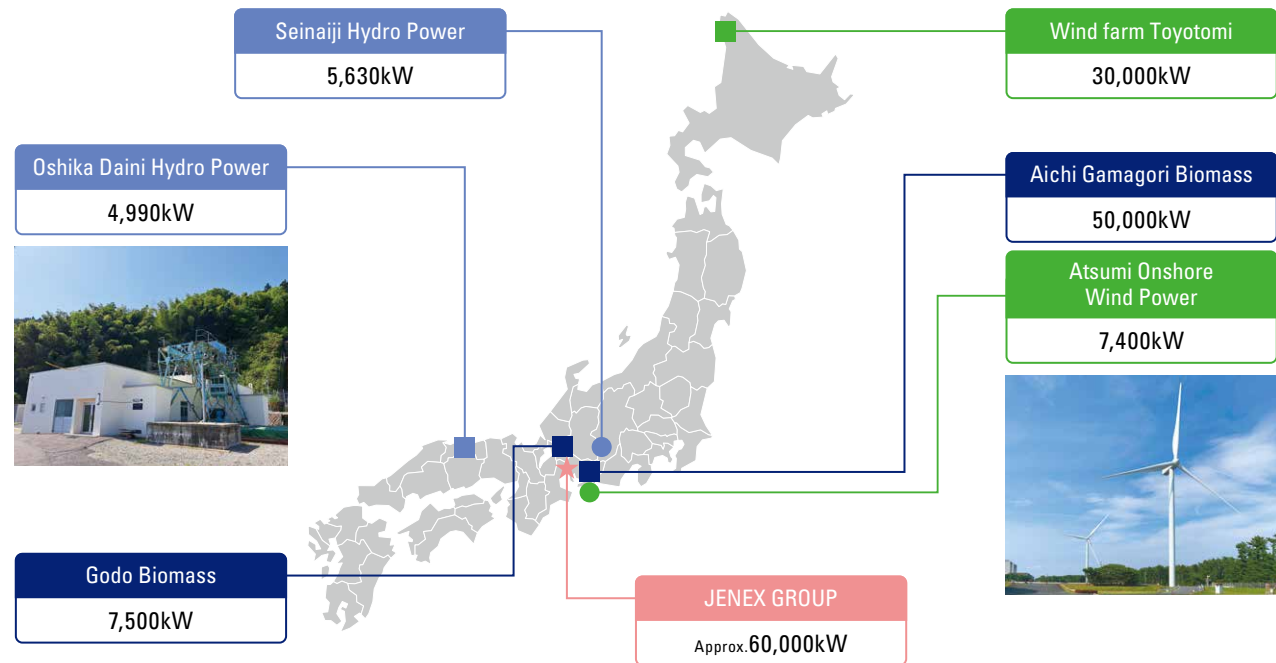 Seinaiji Hydro Power
5,630kW
Wind farm Toyotomi
30,000kW
Oshika Daini Hydro Power
4,990kW
Aichi Gamagori Biomass
50,000kW
Atsumi Onshore
Wind Power
7,400kW
Godo Biomass
7,500kW
JENEX GROUP
Approx.60,000kW